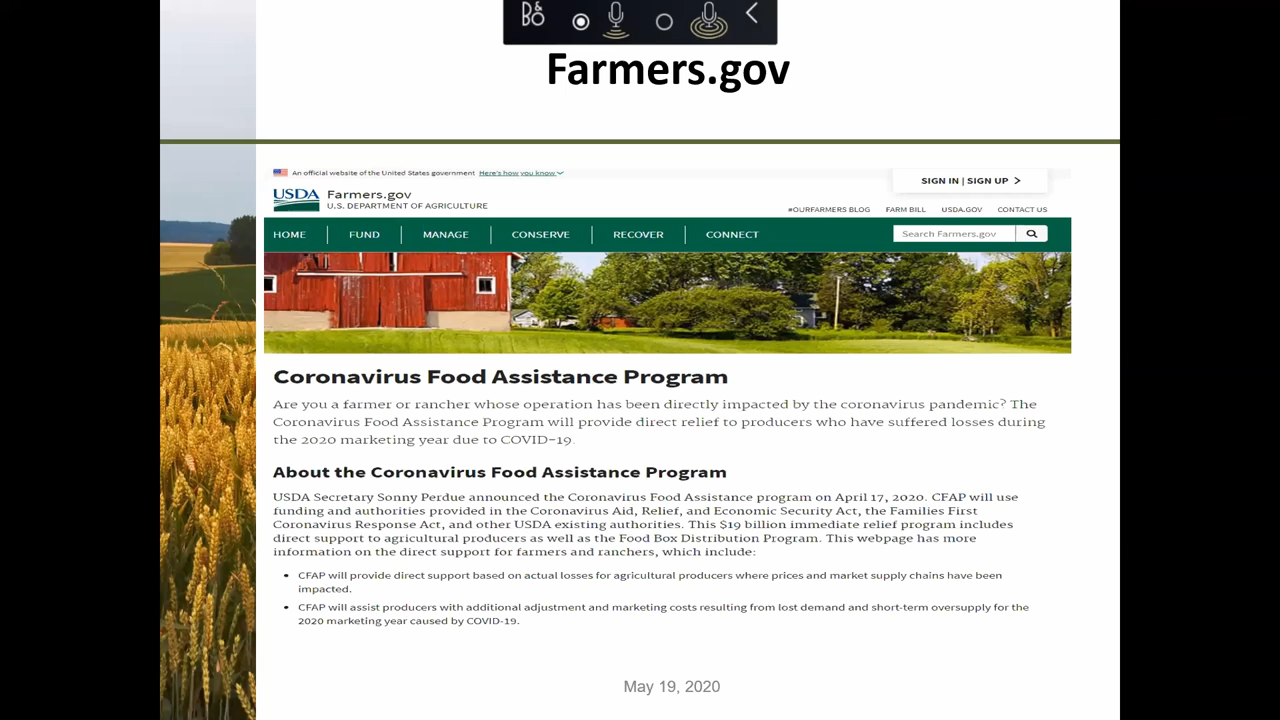 B&O
Farmers.gov
An official website of the United States government Here's how you know
SIGN IN | SIGN UP >
USDA Farmers.gov
U.S. DEPARTMENT OF AGRICULTURE
#OURFARMERS BLOG FARM BILL USDA.GOV CONTACT US
HOME | FUND | MANAGE | CONSERVE | RECOVER | CONNECT
Search Farmers.gov
Coronavirus Food Assistance Program
Are you a farmer or rancher whose operation has been directly impacted by the coronavirus pandemic? The
Coronavirus Food Assistance Program will provide direct relief to producers who have suffered losses during
the 2020 marketing year due to COVID-19.
About the Coronavirus Food Assistance Program
USDA Secretary Sonny Perdue announced the Coronavirus Food Assistance program on April 17, 2020. CFAP will use
funding and authorities provided in the Coronavirus Aid, Relief, and Economic Security Act, the Families First
Coronavirus Response Act, and other USDA existing authorities. This $19 billion immediate relief program includes
direct support to agricultural producers as well as the Food Box Distribution Program. This webpage has more
information on the direct support for farmers and ranchers, which include:
• CFAP will provide direct support based on actual losses for agricultural producers where prices and market supply chains have been
impacted.
• CFAP will assist producers with additional adjustment and marketing costs resulting from lost demand and short-term oversupply for the
2020 marketing year caused by COVID-19.
May 19, 2020